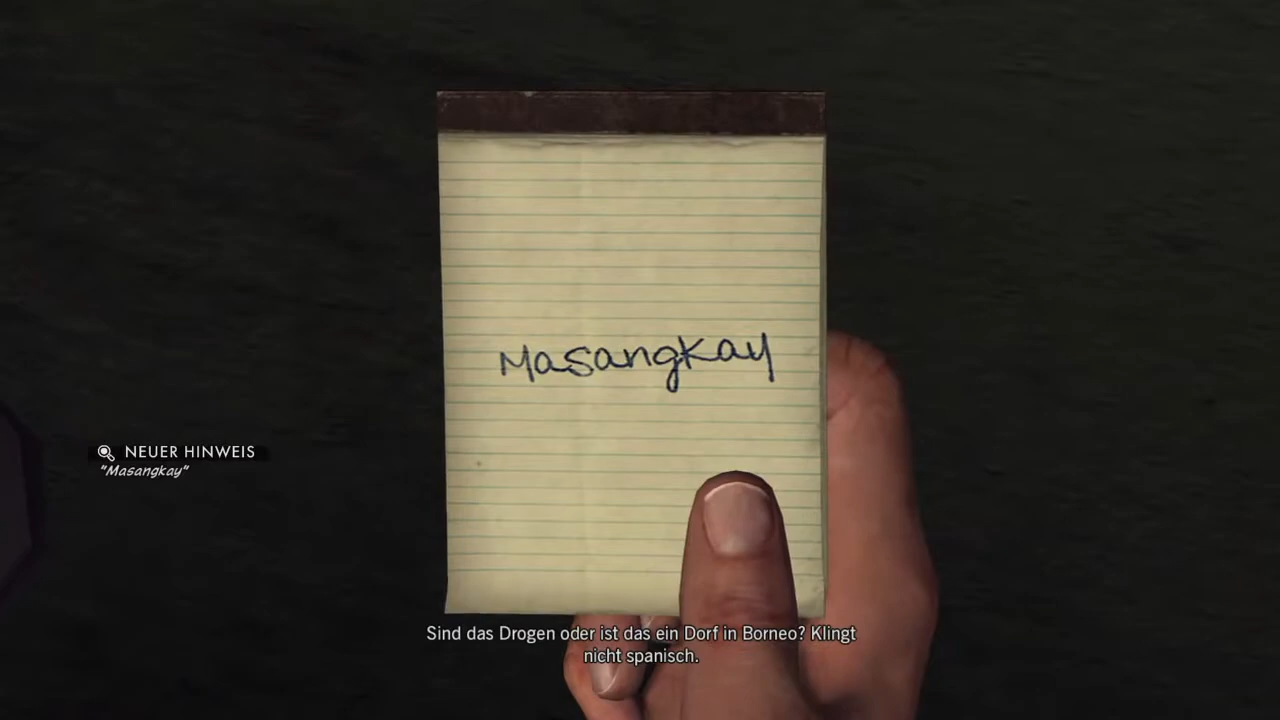 Masangkay
NEUER HINWEIS
"Masangkay"
Sind das Drogen oder ist das ein Dorf in Borneo? Klingt
nicht spanisch.